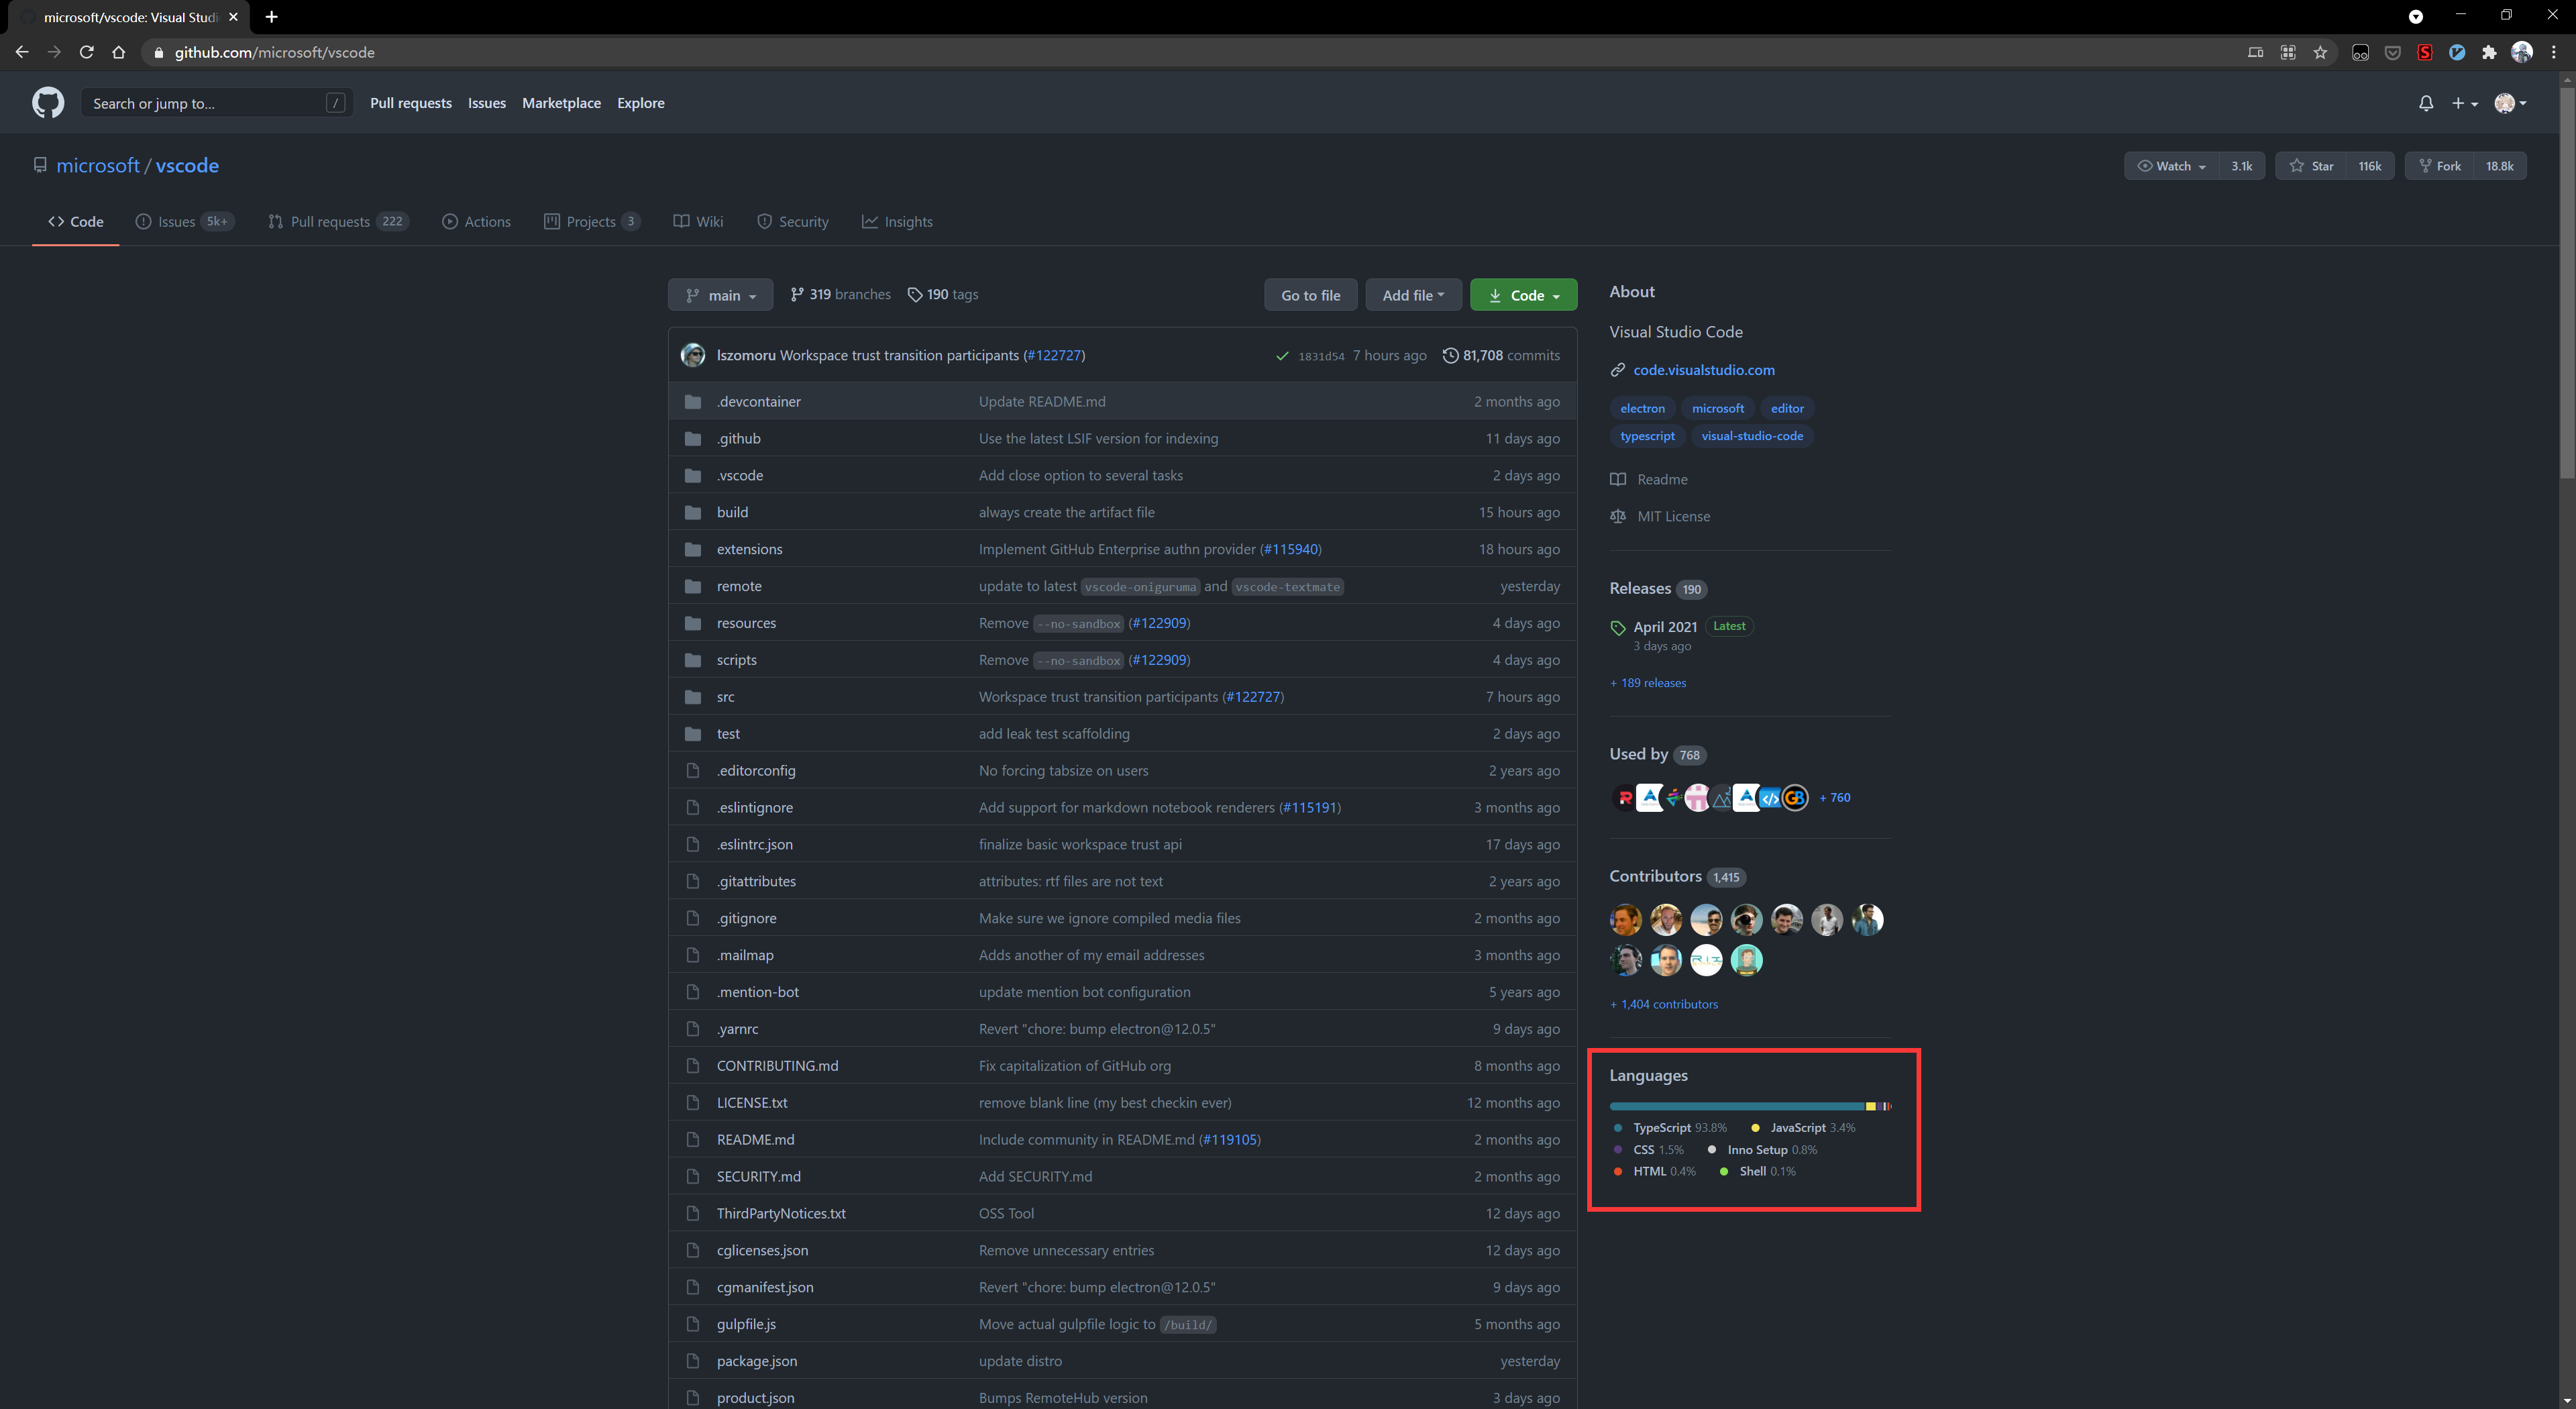 microsoft/vscode: Visual Studi
github.com/microsoft/vscode
Search or jump to... /
Pull requests Issues Marketplace Explore
microsoft / vscode
Watch 3.1k Star 116k Fork 18.8k
Code Issues 5k+ Pull requests 222 Actions Projects 3 Wiki Security Insights
main 319 branches 190 tags Go to file Add file Code
lszomoru Workspace trust transition participants (#122727) 1831d54 7 hours ago 81,708 commits
.devcontainer Update README.md 2 months ago
.github Use the latest LSIF version for indexing 11 days ago
.vscode Add close option to several tasks 2 days ago
build always create the artifact file 15 hours ago
extensions Implement GitHub Enterprise authn provider (#115940) 18 hours ago
remote update to latest vscode-oniguruma and vscode-textmate yesterday
resources Remove --no-sandbox (#122909) 4 days ago
scripts Remove --no-sandbox (#122909) 4 days ago
src Workspace trust transition participants (#122727) 7 hours ago
test add leak test scaffolding 2 days ago
.editorconfig No forcing tabsize on users 2 years ago
.eslintignore Add support for markdown notebook renderers (#115191) 3 months ago
.eslintrc.json finalize basic workspace trust api 17 days ago
.gitattributes attributes: rtf files are not text 2 years ago
.gitignore Make sure we ignore compiled media files 2 months ago
.mailmap Adds another of my email addresses 3 months ago
.mention-bot update mention bot configuration 5 years ago
.yarnrc Revert "chore: bump electron@12.0.5" 9 days ago
CONTRIBUTING.md Fix capitalization of GitHub org 8 months ago
LICENSE.txt remove blank line (my best checkin ever) 12 months ago
README.md Include community in README.md (#119105) 2 months ago
SECURITY.md Add SECURITY.md 2 months ago
ThirdPartyNotices.txt OSS Tool 12 days ago
cglicenses.json Remove unnecessary entries 12 days ago
cgmanifest.json Revert "chore: bump electron@12.0.5" 9 days ago
gulpfile.js Move actual gulpfile logic to /build/ 5 months ago
package.json update distro yesterday
product.json Bumps RemoteHub version 3 days ago
About
Visual Studio Code
code.visualstudio.com
electron microsoft editor
typescript visual-studio-code
Readme
MIT License
Releases 190
April 2021 Latest
3 days ago
+ 189 releases
Used by 768
+ 760
Contributors 1,415
+ 1,404 contributors
Languages
TypeScript 93.8% JavaScript 3.4%
CSS 1.5% Inno Setup 0.8%
HTML 0.4% Shell 0.1%